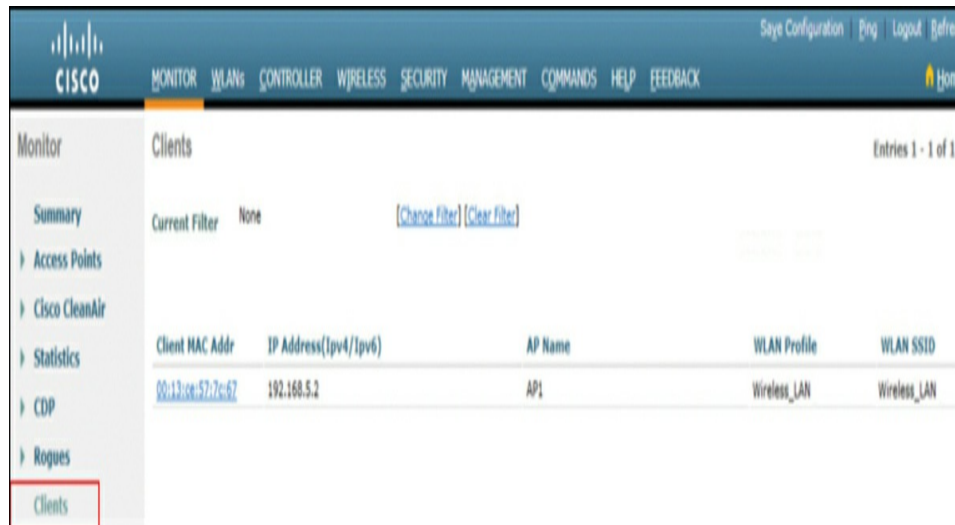 Save Configuration | Ping | Logout | Refre
CISCO
MONITOR WLANs CONTROLLER WIRELESS SECURITY MANAGEMENT COMMANDS HELP FEEDBACK
Hom
Monitor
Summary
Access Points
Cisco CleanAir
Statistics
CDP
Rogues
Clients
Clients
Entries 1 - 1 of 1
Current Filter None [Change Filter] [Clear Filter]
Client MAC Addr IP Address(Ipv4/Ipv6) AP Name WLAN Profile WLAN SSID
00:13:ce:57:7c:67 192.168.5.2 AP1 Wireless_LAN Wireless_LAN